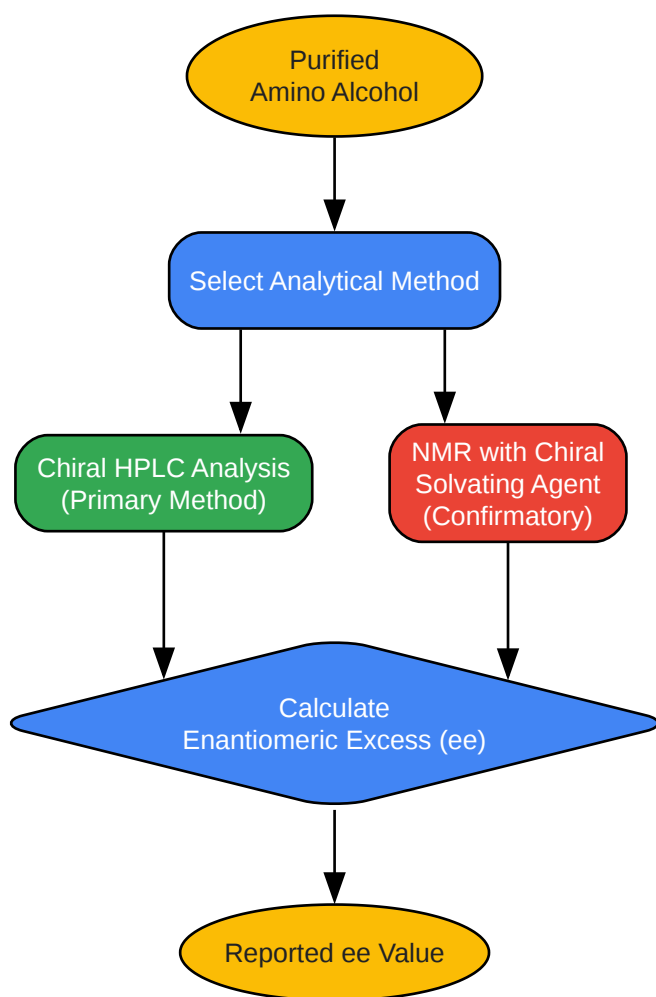 Purified
Amino Alcohol
Select Analytical Method
Chiral HPLC Analysis
(Primary Method)
NMR with Chiral
Solvating Agent
(Confirmatory)
Calculate
Enantiomeric Excess (ee)
Reported ee Value